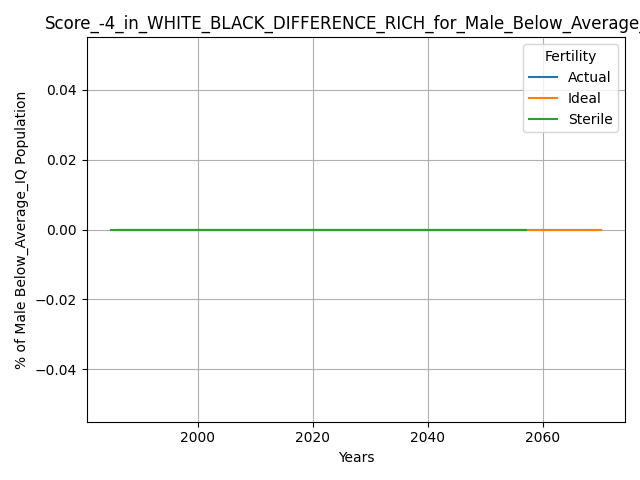 Score_-4_in_WHITE_BLACK_DIFFERENCE_RICH_for_Male_Below_Average_
Fertility
Actual
Ideal
Sterile
0.04
0.02
0.00
−0.02
−0.04
% of Male Below_Average_IQ Population
2000 2020 2040 2060
Years